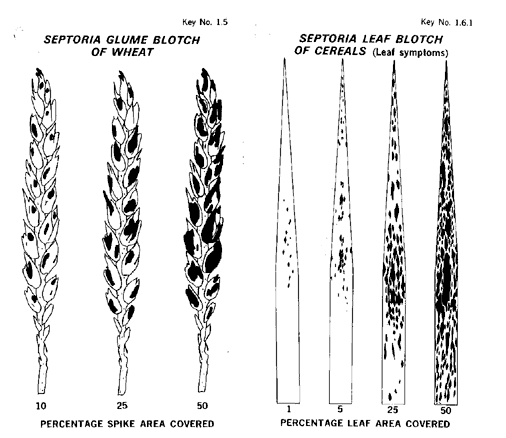 Key No. 1.5
SEPTORIA GLUME BLOTCH
OF WHEAT
10 25 50
PERCENTAGE SPIKE AREA COVERED
Key No. 1.6.1
SEPTORIA LEAF BLOTCH
OF CEREALS (Leaf symptoms)
1 5 25 50
PERCENTAGE LEAF AREA COVERED